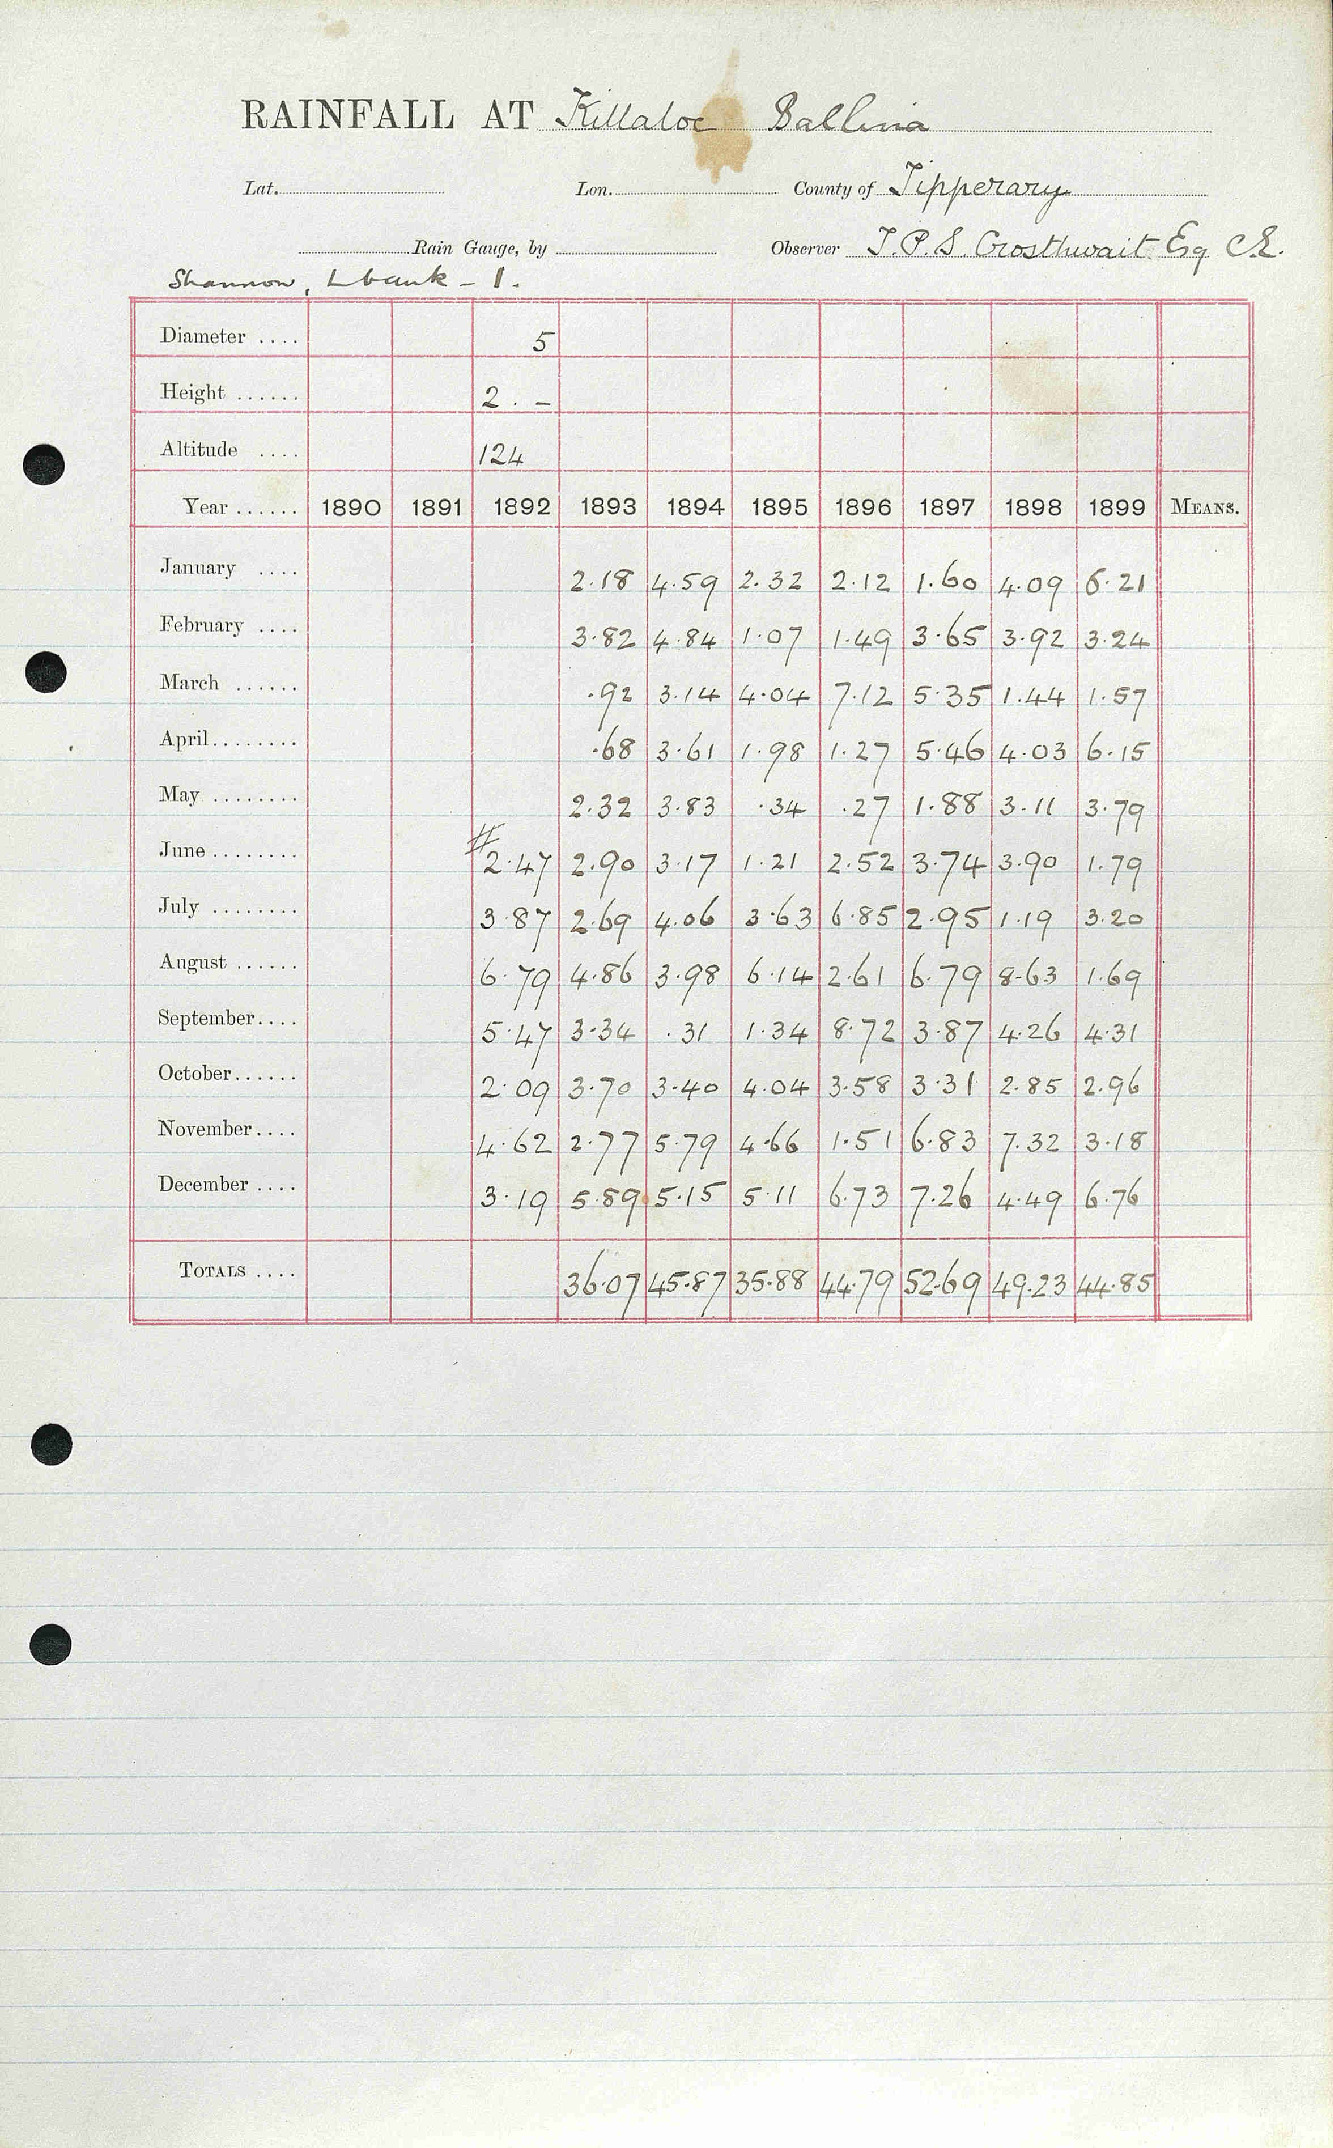 RAINFALL AT Killaloe Ballina
Lat. Lon. County of Tipperary
Rain Gauge, by Observer T.P.S. Crosthwait Esq C.E.
Shannon, L bank - 1.
Diameter .... 5
Height ...... 2 . -
Altitude .... 124
Year ...... 1890 1891 1892 1893 1894 1895 1896 1897 1898 1899 MEANS.
January .... 2.18 4.59 2.32 2.12 1.60 4.09 6.21
February .... 3.82 4.84 1.07 1.49 3.65 3.92 3.24
March ...... .92 3.14 4.04 7.12 5.35 1.44 1.57
April........ .68 3.61 1.98 1.27 5.46 4.03 6.15
May ........ 2.32 3.83 .34 .27 1.88 3.11 3.79
June ........ # 2.47 2.90 3.17 1.21 2.52 3.74 3.90 1.79
July ........ 3.87 2.69 4.06 3.63 6.85 2.95 1.19 3.20
August ...... 6.79 4.86 3.98 6.14 2.61 6.79 8.63 1.69
September.... 5.47 3.34 .31 1.34 8.72 3.87 4.26 4.31
October...... 2.09 3.70 3.40 4.04 3.58 3.31 2.85 2.96
November.... 4.62 2.77 5.79 4.66 1.51 6.83 7.32 3.18
December .... 3.19 5.89 5.15 5.11 6.73 7.26 4.49 6.76
TOTALS .... 36.07 45.87 35.88 44.79 52.69 49.23 44.85